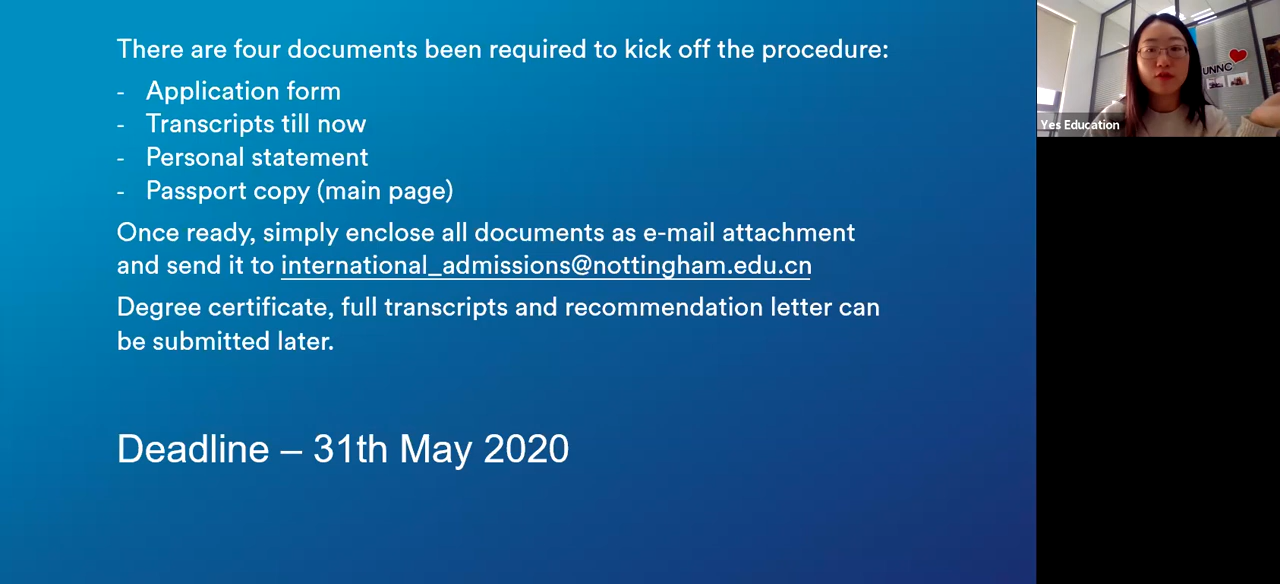 There are four documents been required to kick off the procedure:
- Application form
- Transcripts till now
- Personal statement
- Passport copy (main page)
Once ready, simply enclose all documents as e-mail attachment
and send it to international_admissions@nottingham.edu.cn
Degree certificate, full transcripts and recommendation letter can
be submitted later.
Deadline – 31th May 2020
UNNC
Yes Education